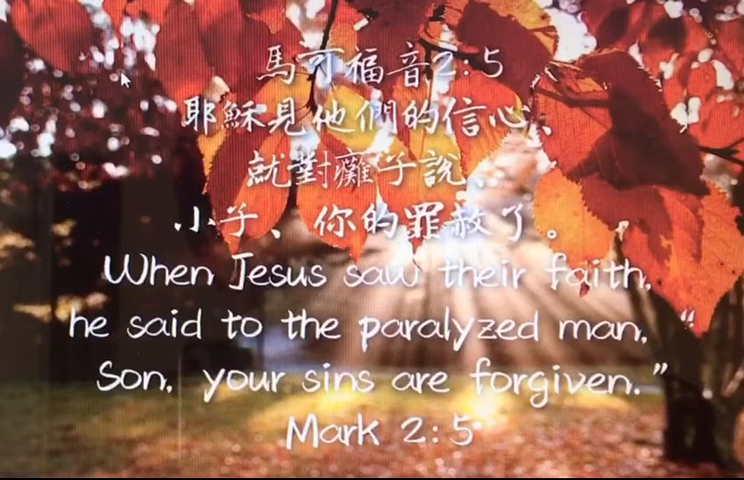 馬可福音2:5
耶穌見他們的信心、
就對癱子說、
小子、你的罪赦了。
When Jesus saw their faith,
he said to the paralyzed man, “
Son, your sins are forgiven.”
Mark 2:5